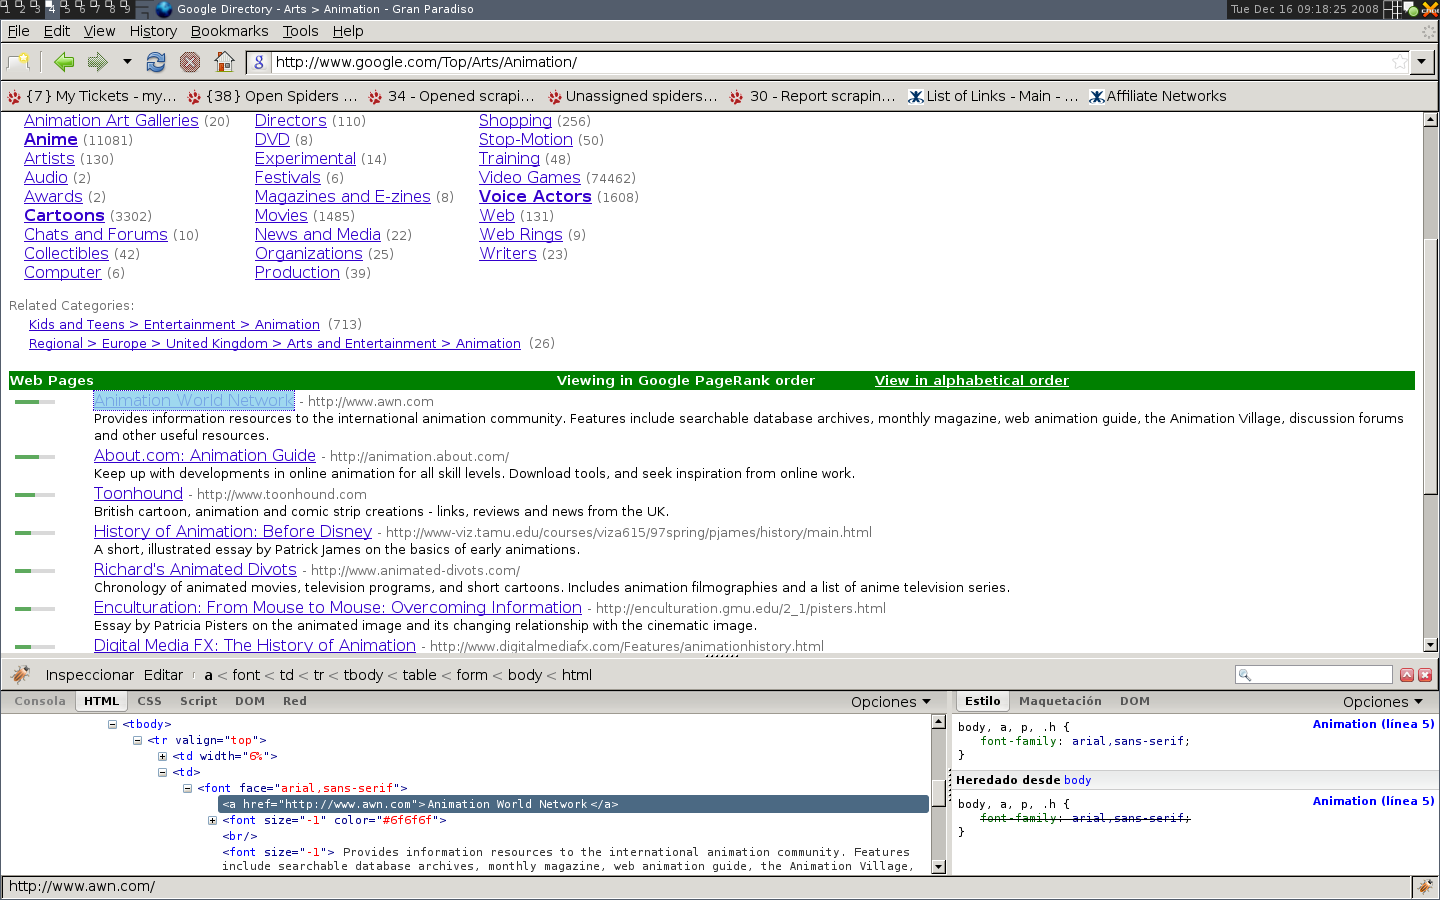 1 2 3 4 5 6 7 8 9 Google Directory - Arts > Animation - Gran Paradiso Tue Dec 16 09:18:25 2008
File Edit View History Bookmarks Tools Help
http://www.google.com/Top/Arts/Animation/
{7} My Tickets - my... {38} Open Spiders ... 34 - Opened scrapi... Unassigned spiders... 30 - Report scrapin... List of Links - Main - ... Affiliate Networks
Animation Art Galleries (20) Directors (110) Shopping (256)
Anime (11081) DVD (8) Stop-Motion (50)
Artists (130) Experimental (14) Training (48)
Audio (2) Festivals (6) Video Games (74462)
Awards (2) Magazines and E-zines (8) Voice Actors (1608)
Cartoons (3302) Movies (1485) Web (131)
Chats and Forums (10) News and Media (22) Web Rings (9)
Collectibles (42) Organizations (25) Writers (23)
Computer (6) Production (39)
Related Categories:
Kids and Teens > Entertainment > Animation (713)
Regional > Europe > United Kingdom > Arts and Entertainment > Animation (26)
Web Pages Viewing in Google PageRank order View in alphabetical order
Animation World Network - http://www.awn.com
Provides information resources to the international animation community. Features include searchable database archives, monthly magazine, web animation guide, the Animation Village, discussion forums
and other useful resources.
About.com: Animation Guide - http://animation.about.com/
Keep up with developments in online animation for all skill levels. Download tools, and seek inspiration from online work.
Toonhound - http://www.toonhound.com
British cartoon, animation and comic strip creations - links, reviews and news from the UK.
History of Animation: Before Disney - http://www-viz.tamu.edu/courses/viza615/97spring/pjames/history/main.html
A short, illustrated essay by Patrick James on the basics of early animations.
Richard's Animated Divots - http://www.animated-divots.com/
Chronology of animated movies, television programs, and short cartoons. Includes animation filmographies and a list of anime television series.
Enculturation: From Mouse to Mouse: Overcoming Information - http://enculturation.gmu.edu/2_1/pisters.html
Essay by Patricia Pisters on the animated image and its changing relationship with the cinematic image.
Digital Media FX: The History of Animation - http://www.digitalmediafx.com/Features/animationhistory.html
Inspeccionar Editar a < font < td < tr < tbody < table < form < body < html
Consola HTML CSS Script DOM Red Opciones Estilo Maquetación DOM Opciones
<tbody>
<tr valign="top">
<td width="6%">
<td>
<font face="arial,sans-serif">
<a href="http://www.awn.com">Animation World Network</a>
<font size="-1" color="#6f6f6f">
<br/>
<font size="-1"> Provides information resources to the international animation community. Features
include searchable database archives, monthly magazine, web animation guide, the Animation Village,
body, a, p, .h { Animation (línea 5)
font-family: arial,sans-serif;
}
Heredado desde body
body, a, p, .h { Animation (línea 5)
font-family: arial,sans-serif;
}
http://www.awn.com/